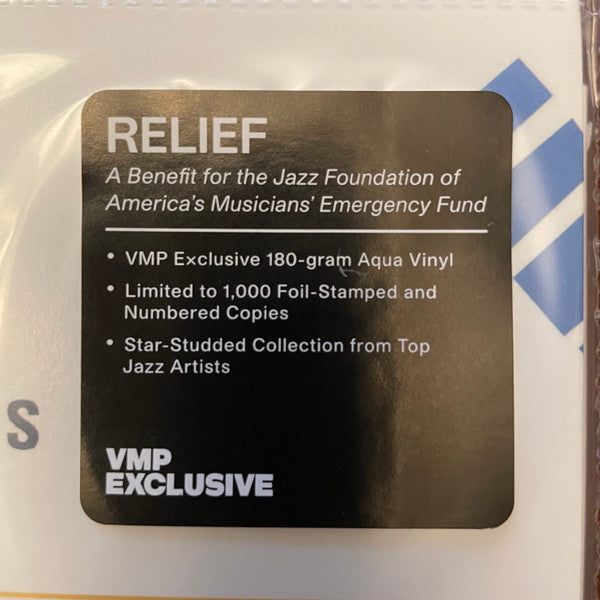 RELIEF
A Benefit for the Jazz Foundation of
America's Musicians' Emergency Fund
• VMP Exclusive 180-gram Aqua Vinyl
• Limited to 1,000 Foil-Stamped and
Numbered Copies
• Star-Studded Collection from Top
Jazz Artists
S
VMP
EXCLUSIVE